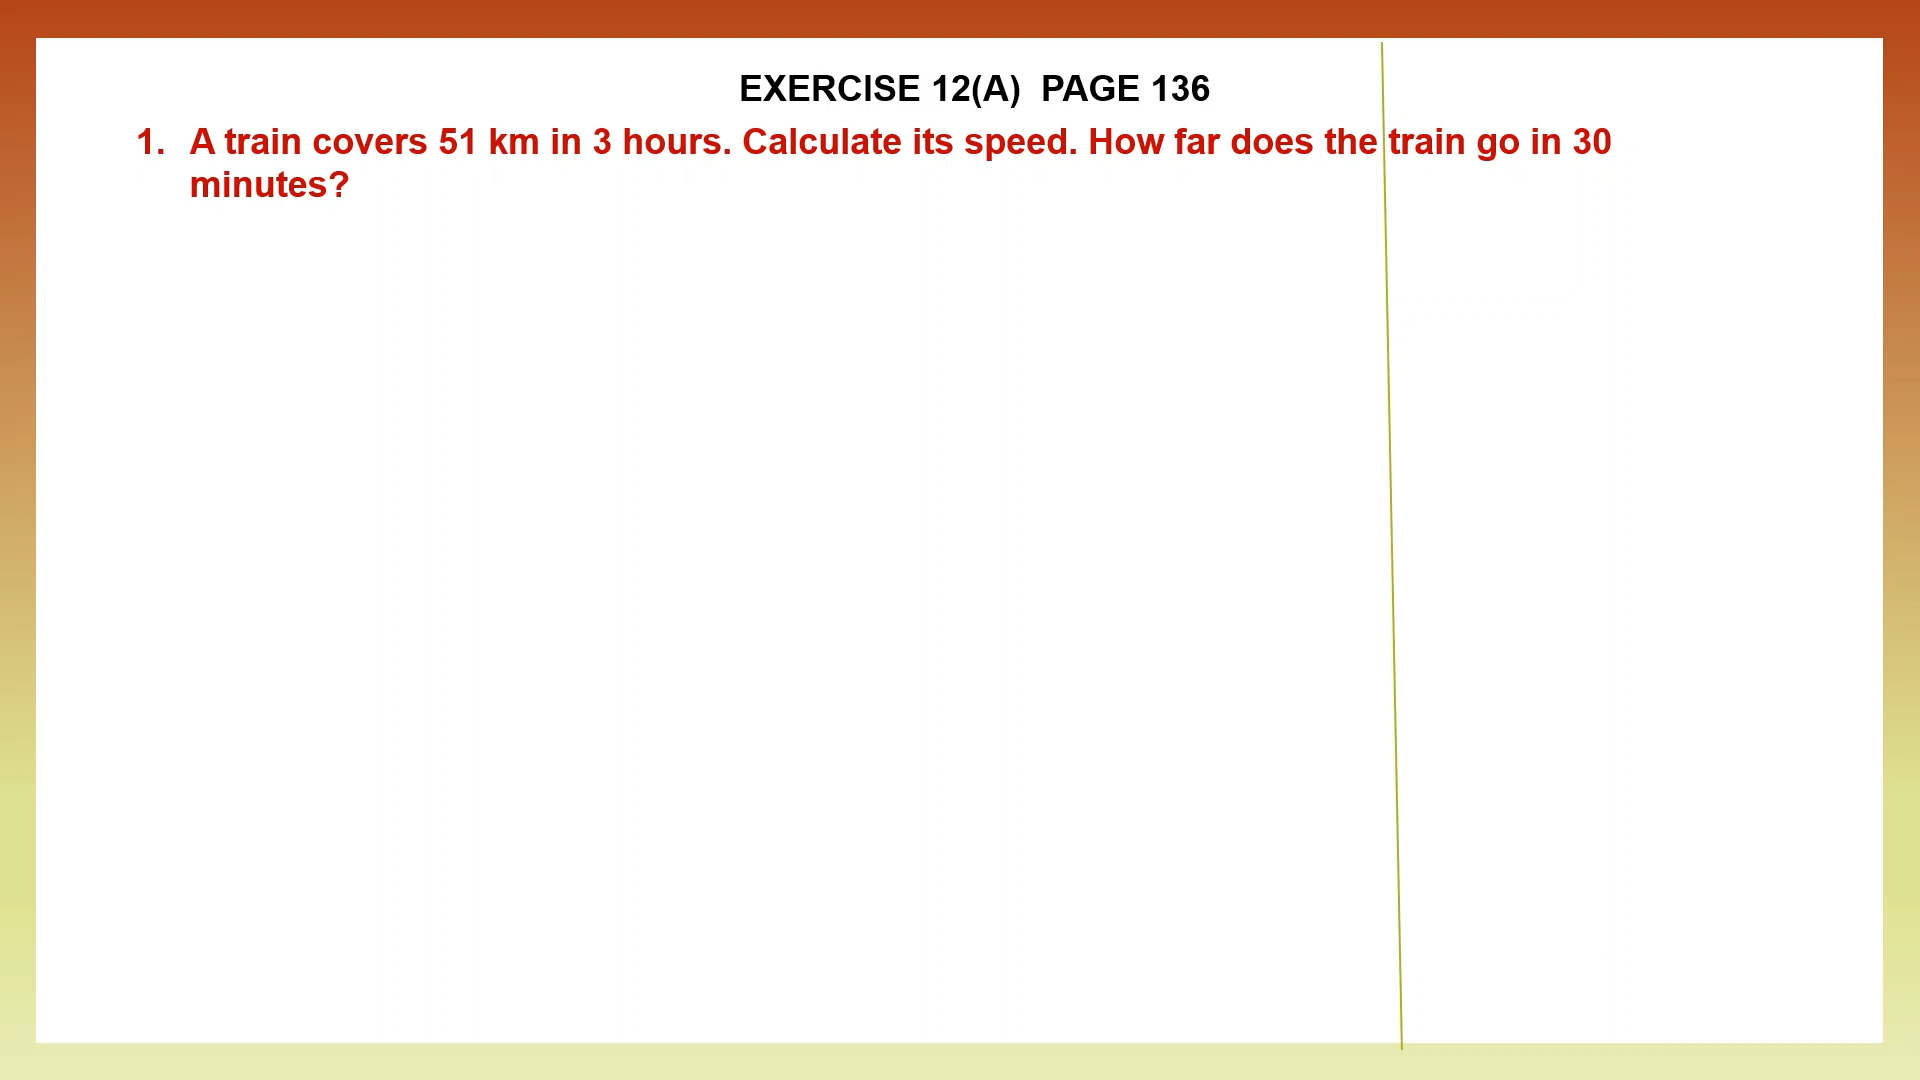 EXERCISE 12(A)  PAGE 136
1. A train covers 51 km in 3 hours. Calculate its speed. How far does the train go in 30
minutes?